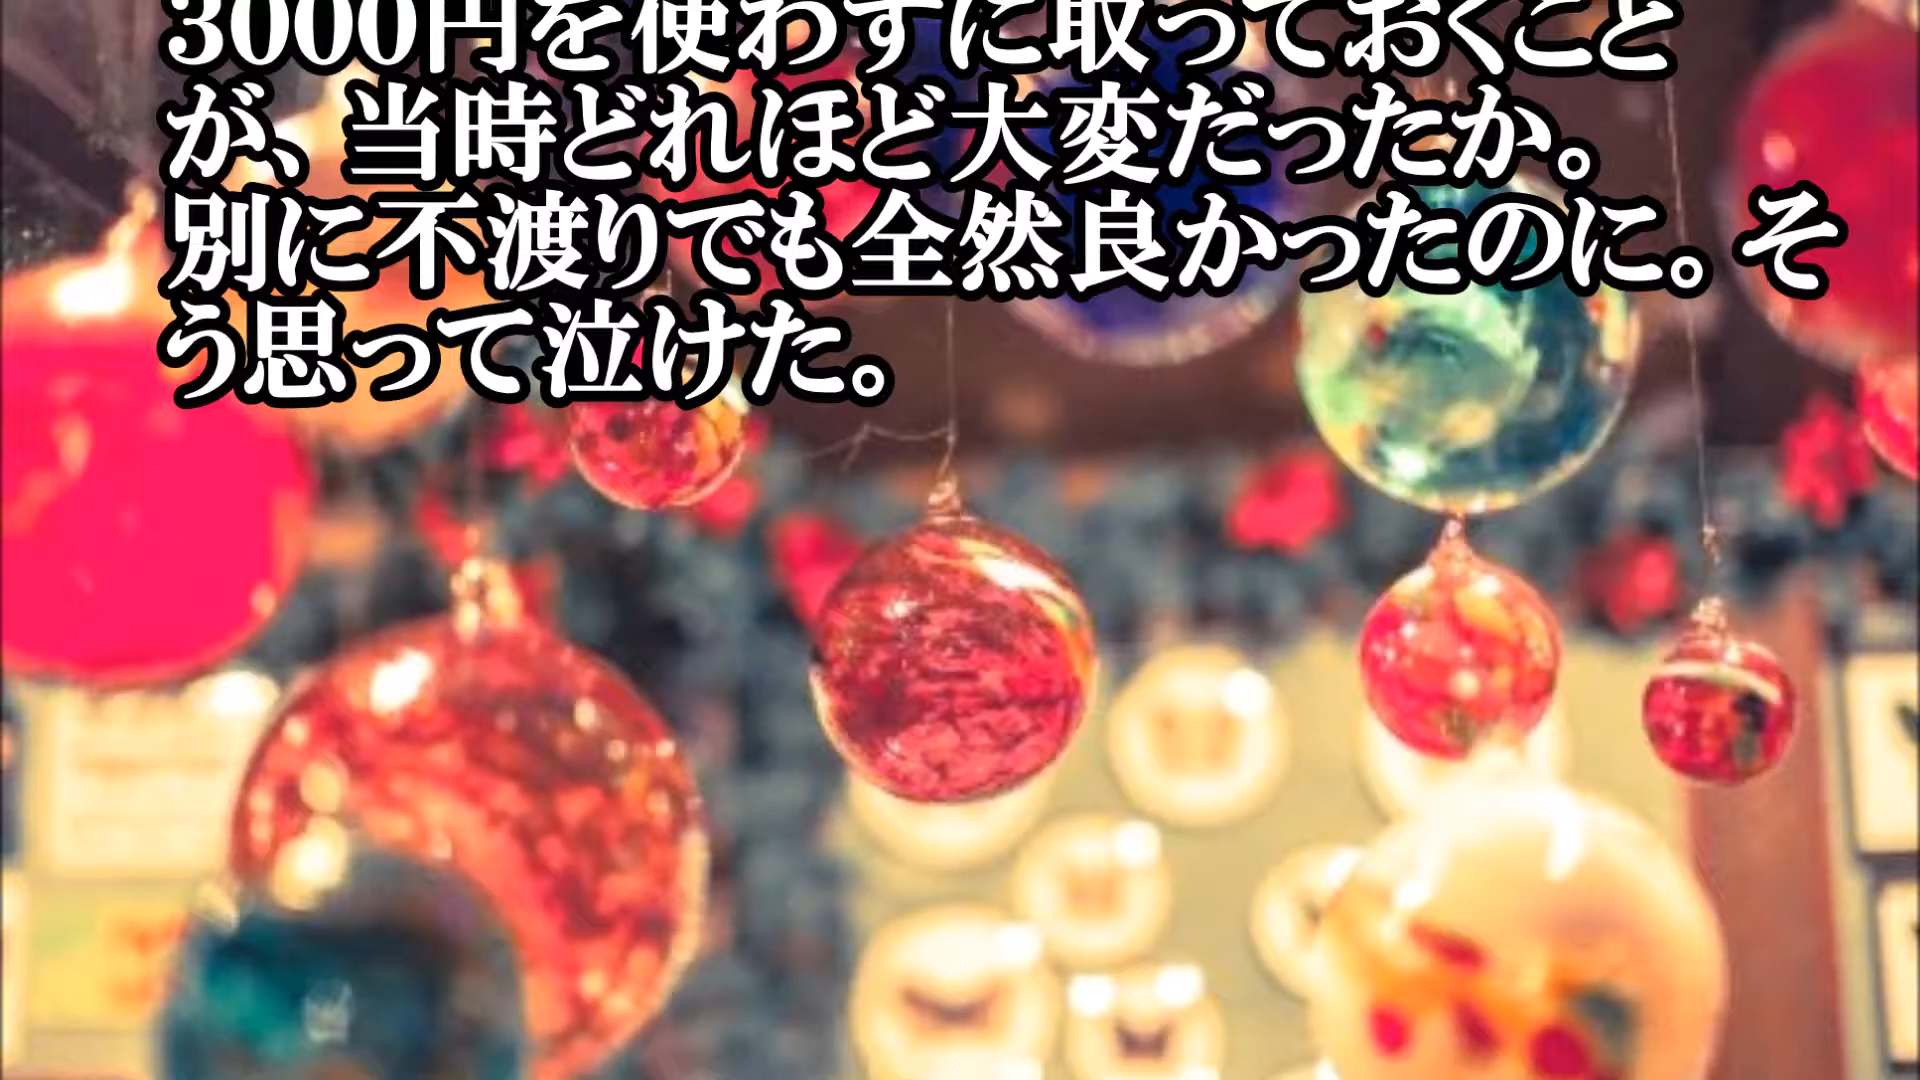 3000円を使わずに取っておくこと
が、当時どれほど大変だったか。
別に不渡りでも全然良かったのに。そ
う思って泣けた。